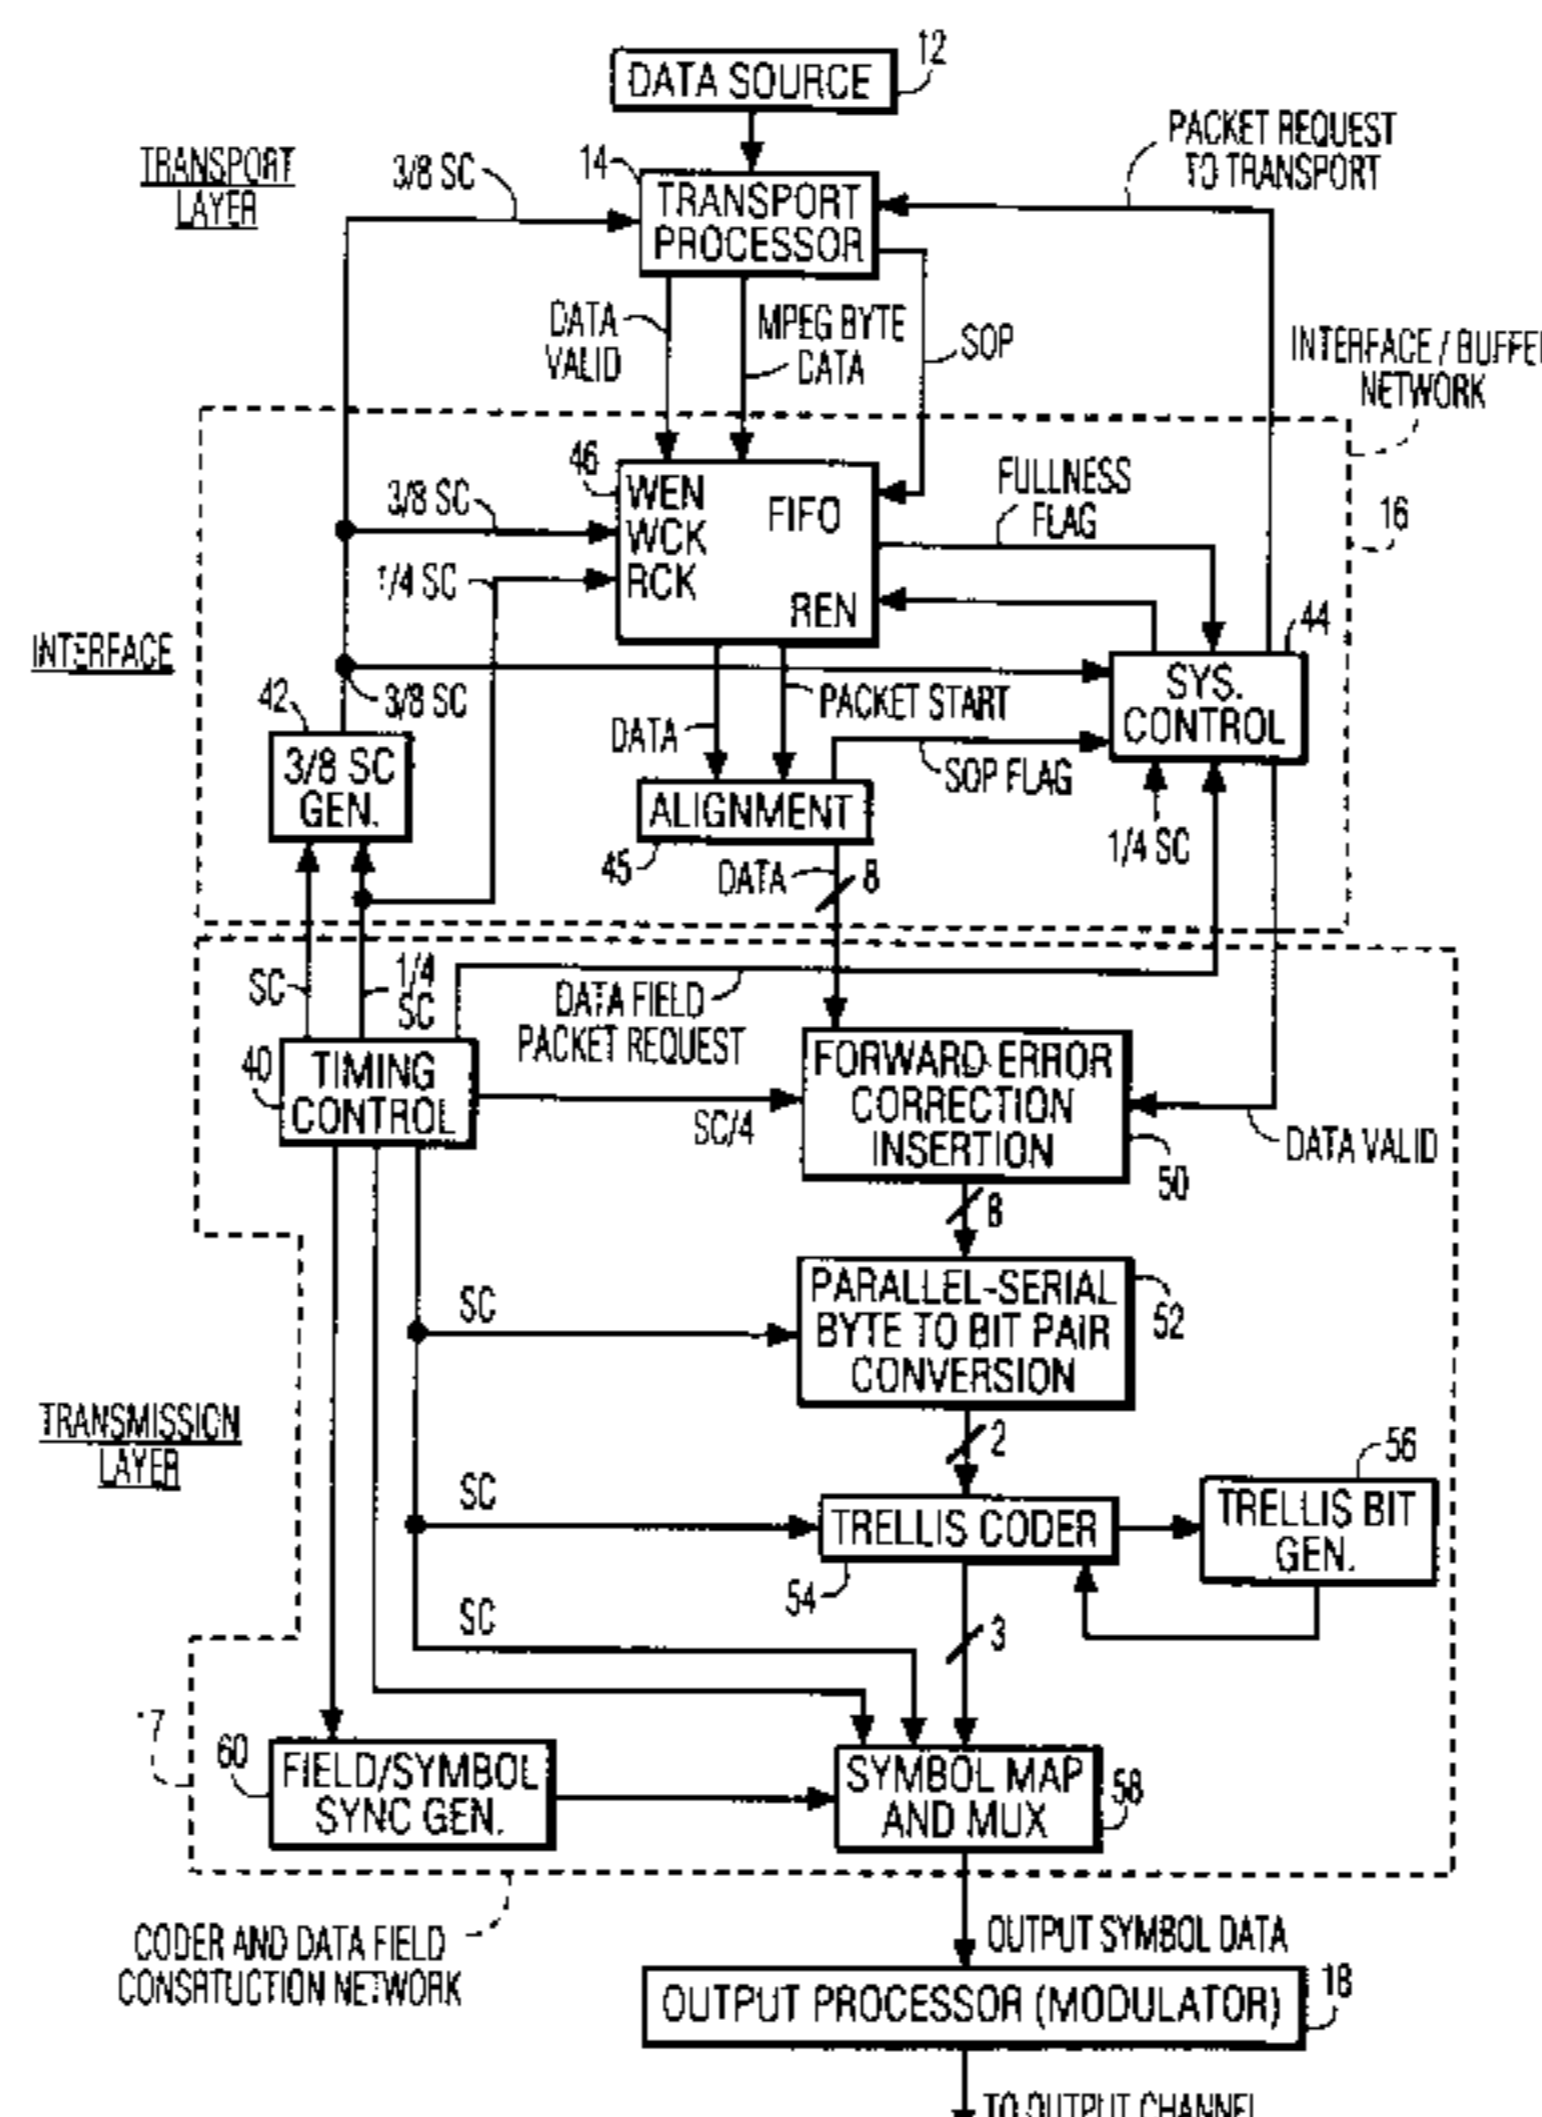 12
DATA SOURCE
PACKET REQUEST
TO TRANSPORT
TRANSPORT
LAYER
3/8 SC
14
TRANSPORT
PROCESSOR
DATA
VALID
MPEG BYTE
DATA
SOP
INTERFACE / BUFFER
NETWORK
46
WEN
WCK
RCK
FIFO
REN
3/8 SC
1/4 SC
FULLNESS
FLAG
16
INTERFACE
44
SYS.
CONTROL
42
3/8 SC
3/8 SC
GEN.
DATA
PACKET START
SOP FLAG
ALIGNMENT
45
1/4 SC
DATA
8
SC
1/4
SC
DATA FIELD
PACKET REQUEST
40
TIMING
CONTROL
SC/4
FORWARD ERROR
CORRECTION
INSERTION
50
DATA VALID
8
SC
PARALLEL-SERIAL
BYTE TO BIT PAIR
CONVERSION
52
TRANSMISSION
LAYER
2
56
SC
TRELLIS CODER
TRELLIS BIT
GEN.
54
SC
3
17
60
FIELD/SYMBOL
SYNC GEN.
SYMBOL MAP
AND MUX
58
CODER AND DATA FIELD
CONSRTUCTION NETWORK
OUTPUT SYMBOL DATA
18
OUTPUT PROCESSOR (MODULATOR)
TO OUTPUT CHANNEL